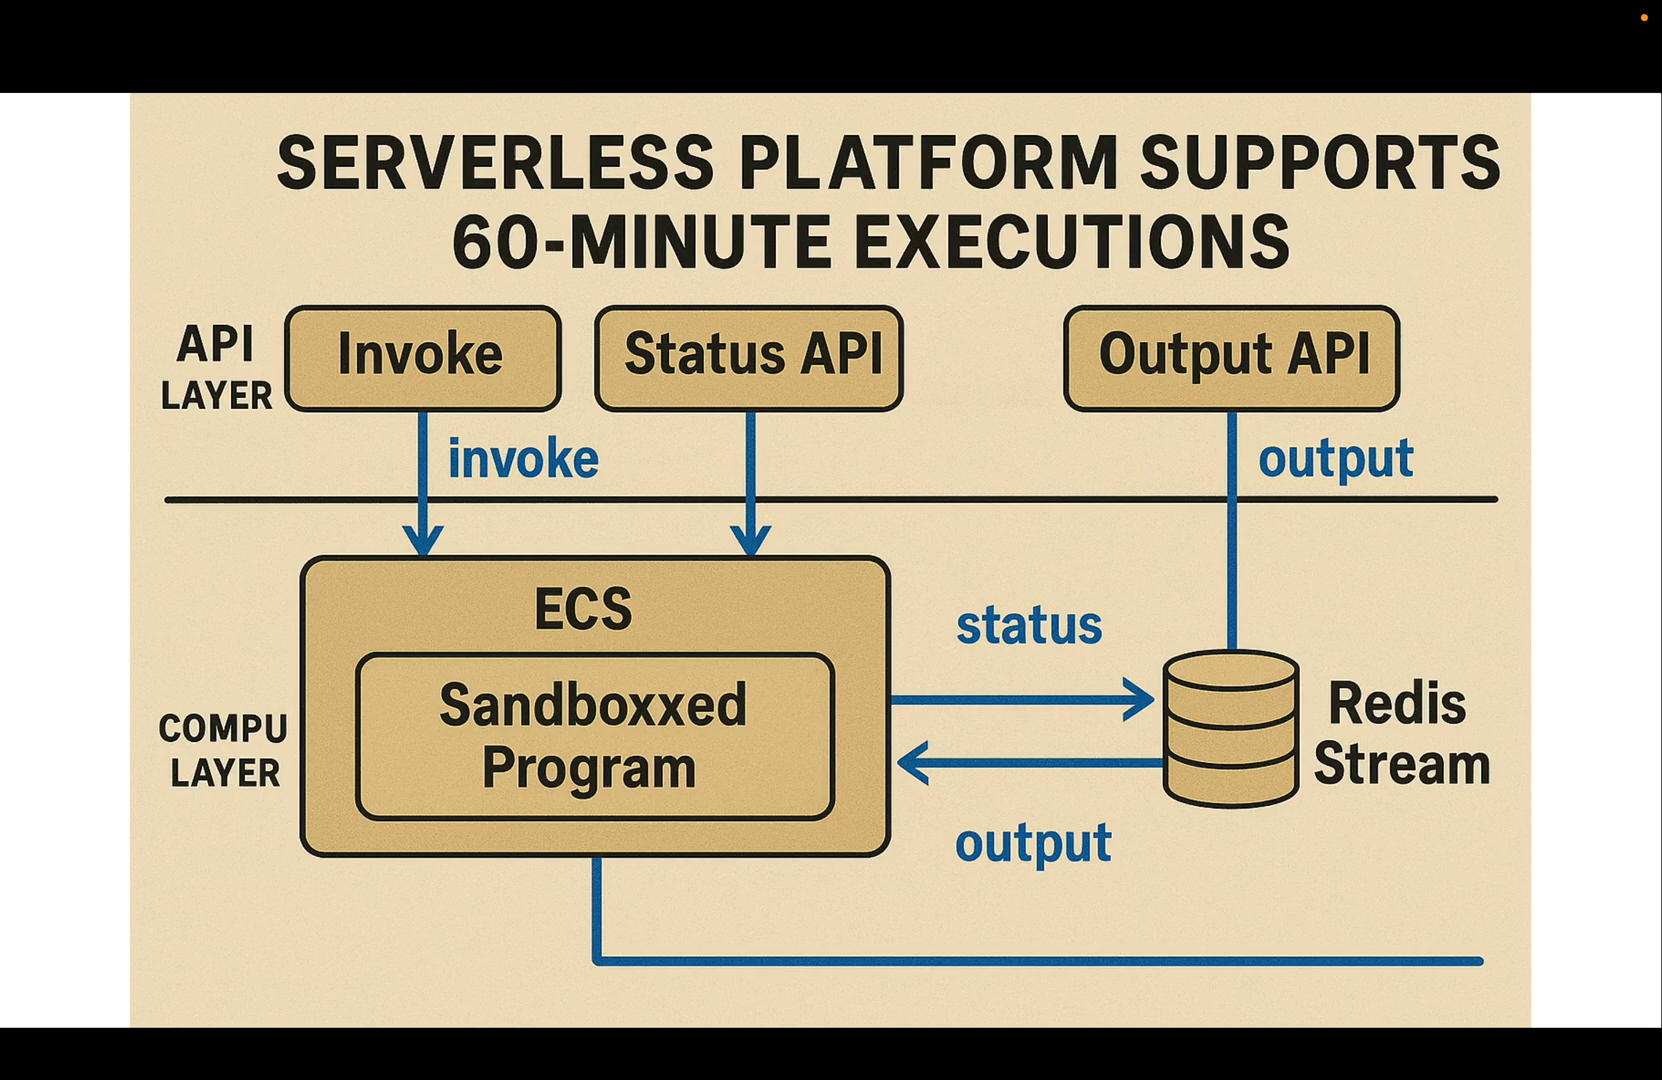 SERVERLESS PLATFORM SUPPORTS
60-MINUTE EXECUTIONS
API
LAYER
Invoke
Status API
Output API
invoke
output
ECS
Sandboxxed
Program
COMPU
LAYER
status
output
Redis
Stream